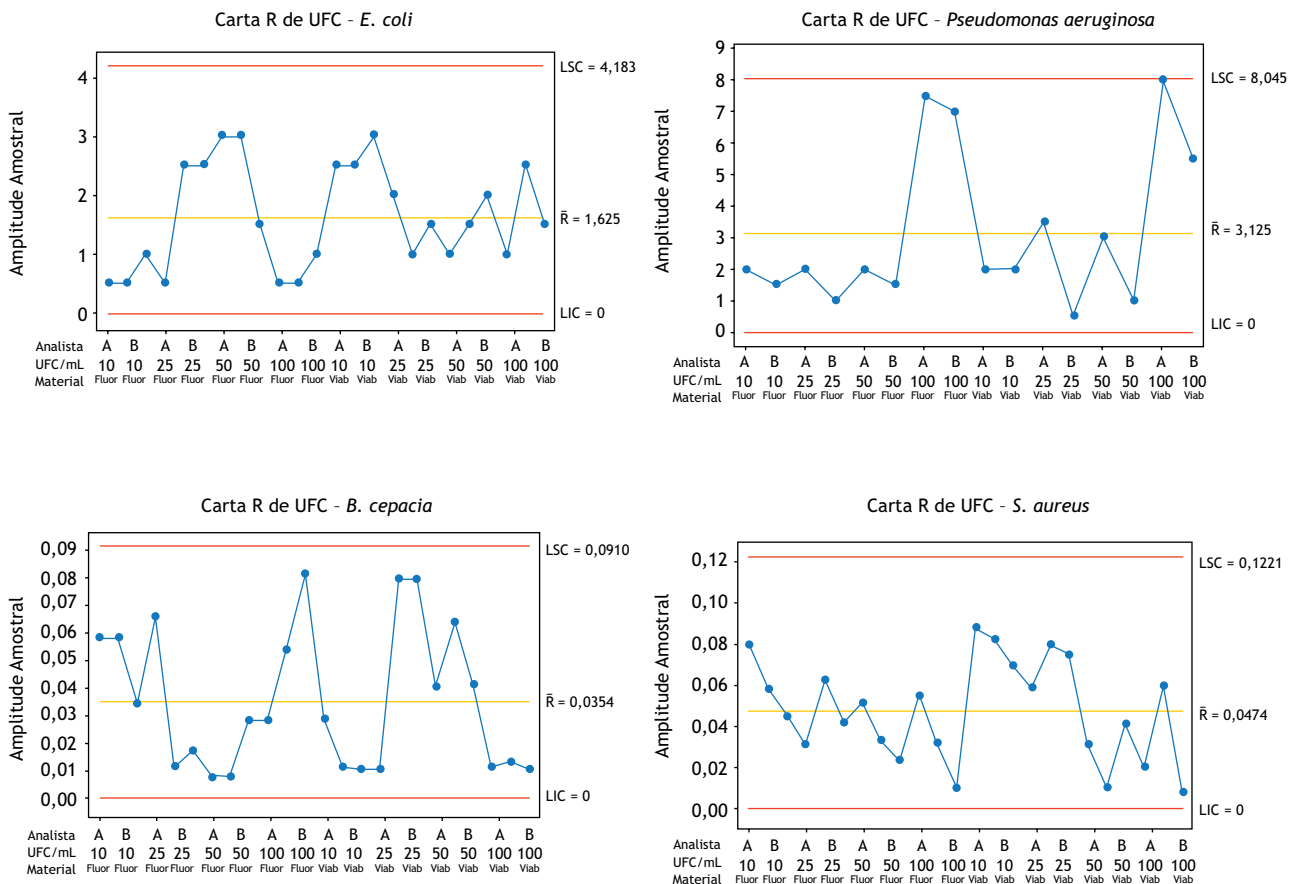 Carta R de UFC – E. coli
Amplitude Amostral
4
3
2
1
0
LSC = 4,183
R̄ = 1,625
LIC = 0
Analista A B A B A B A B A B A B A B A B
UFC/mL 10 10 25 25 50 50 100 100 10 10 25 25 50 50 100 100
Material Fluor Fluor Fluor Fluor Fluor Fluor Fluor Fluor Viab Viab Viab Viab Viab Viab Viab Viab
Carta R de UFC – Pseudomonas aeruginosa
Amplitude Amostral
9
8
7
6
5
4
3
2
1
0
LSC = 8,045
R̄ = 3,125
LIC = 0
Analista A B A B A B A B A B A B A B A B
UFC/mL 10 10 25 25 50 50 100 100 10 10 25 25 50 50 100 100
Material Fluor Fluor Fluor Fluor Fluor Fluor Fluor Fluor Viab Viab Viab Viab Viab Viab Viab Viab
Carta R de UFC – B. cepacia
Amplitude Amostral
0,09
0,08
0,07
0,06
0,05
0,04
0,03
0,02
0,01
0,00
LSC = 0,0910
R̄ = 0,0354
LIC = 0
Analista A B A B A B A B A B A B A B A B
UFC/mL 10 10 25 25 50 50 100 100 10 10 25 25 50 50 100 100
Material Fluor Fluor Fluor Fluor Fluor Fluor Fluor Fluor Viab Viab Viab Viab Viab Viab Viab Viab
Carta R de UFC – S. aureus
Amplitude Amostral
0,12
0,10
0,08
0,06
0,04
0,02
0,00
LSC = 0,1221
R̄ = 0,0474
LIC = 0
Analista A B A B A B A B A B A B A B A B
UFC/mL 10 10 25 25 50 50 100 100 10 10 25 25 50 50 100 100
Material Fluor Fluor Fluor Fluor Fluor Fluor Fluor Fluor Viab Viab Viab Viab Viab Viab Viab Viab